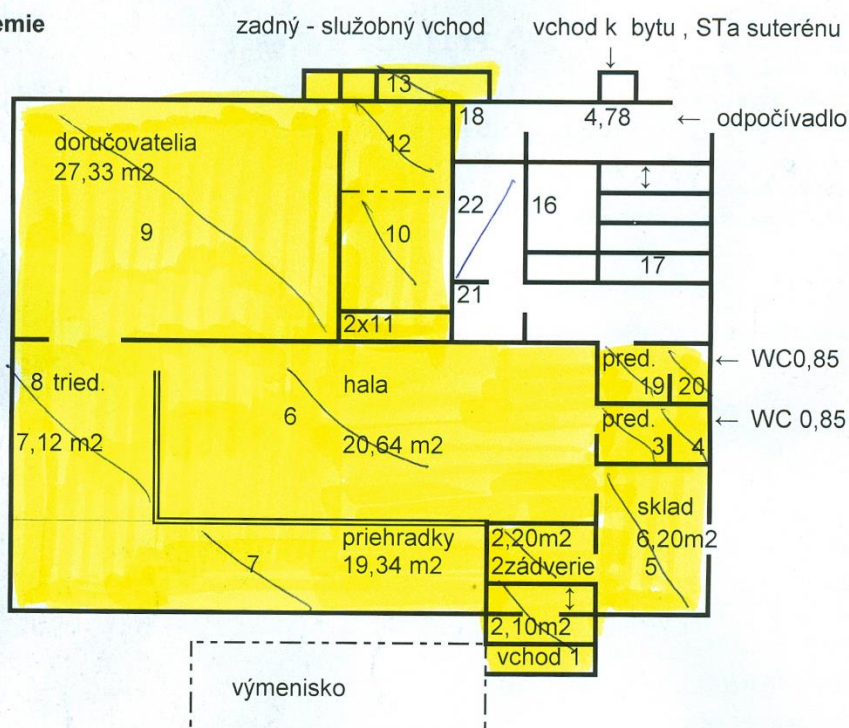 zadný - služobný vchod
vchod k bytu , STa suterénu
13
18
4,78
← odpočívadlo
doručovatelia
27,33 m2
12
9
10
22
16
17
21
2x11
8 tried.
7,12 m2
hala
6
20,64 m2
pred.
19
20
← WC0,85
pred.
3
4
← WC 0,85
sklad
6,20m2
5
priehradky
19,34 m2
7
2,20m2
2zádverie
2,10m2
vchod 1
výmenisko